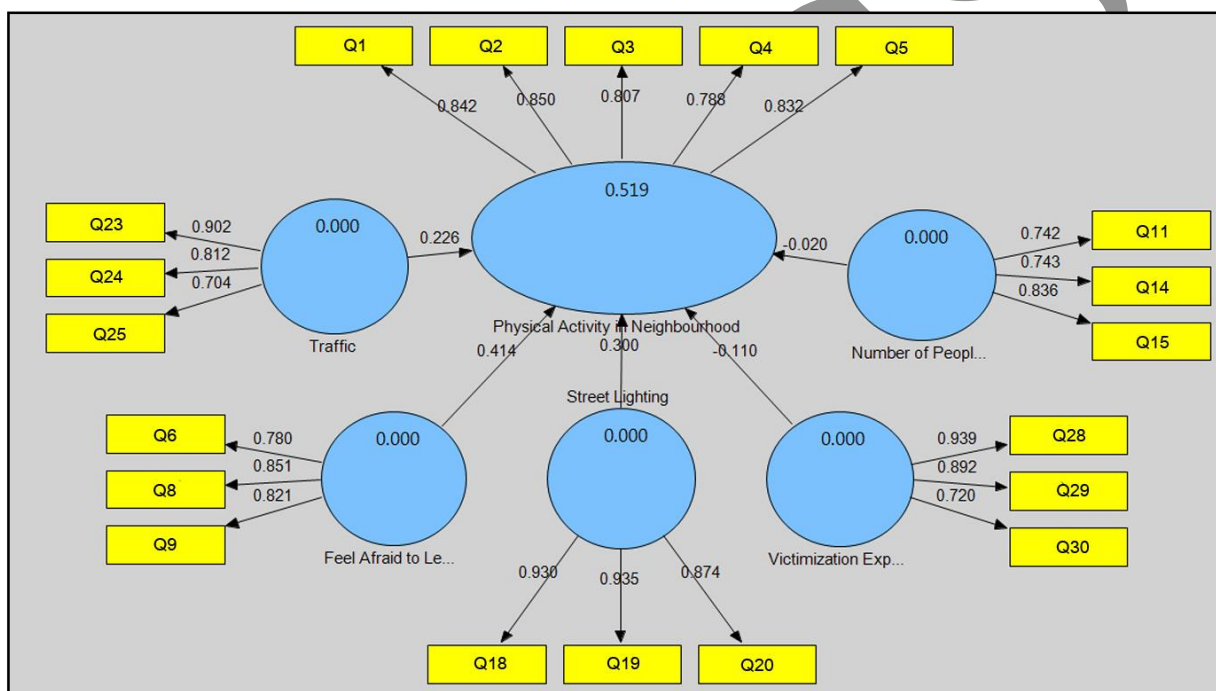 Q1
Q2
Q3
Q4
Q5
0.842
0.850
0.807
0.788
0.832
0.519
Q23
Q24
Q25
0.902
0.812
0.704
0.000
Traffic
0.226
-0.020
0.000
Number of Peopl...
0.742
0.743
0.836
Q11
Q14
Q15
Physical Activity in Neighbourhood
0.414
0.300
-0.110
Q6
Q8
Q9
0.780
0.851
0.821
0.000
Feel Afraid to Le...
Street Lighting
0.000
0.930
0.935
0.874
Q18
Q19
Q20
0.000
Victimization Exp...
0.939
0.892
0.720
Q28
Q29
Q30